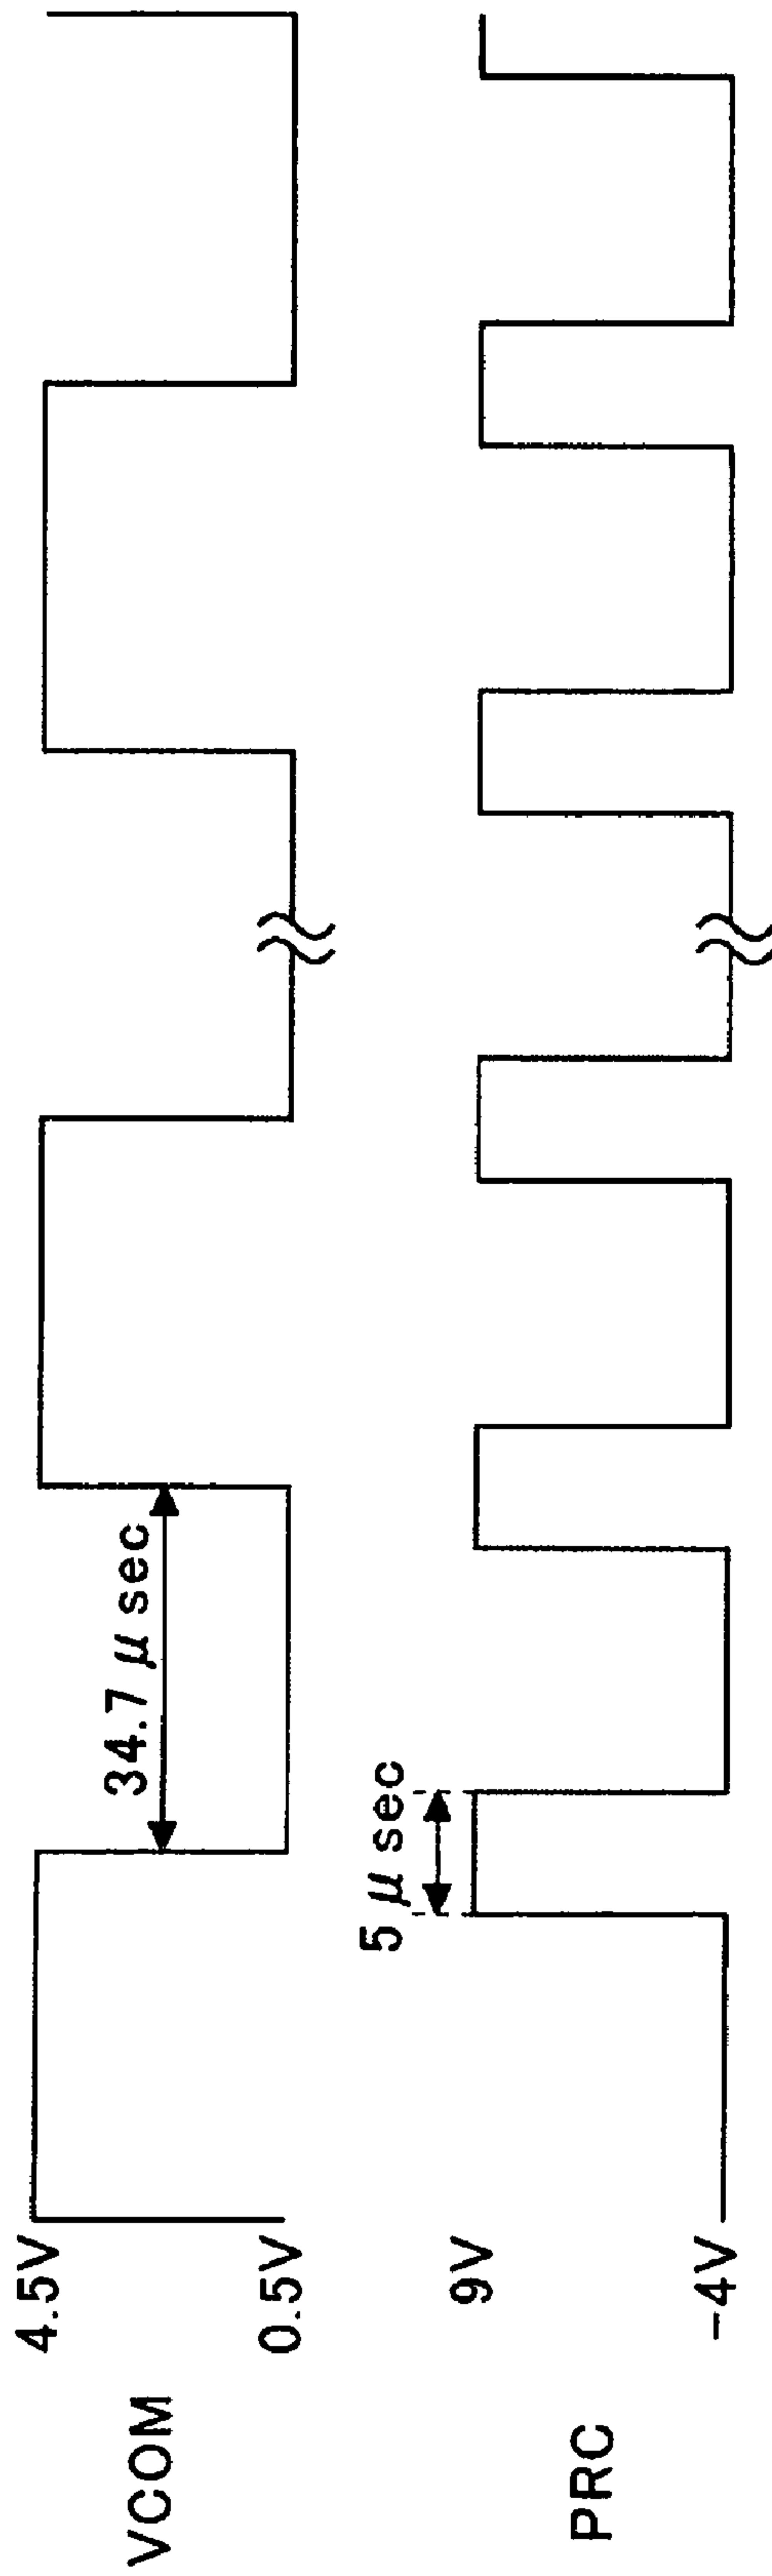 VCOM
4.5V
0.5V
34.7 μ sec
PRC
9V
−4V
5 μ sec